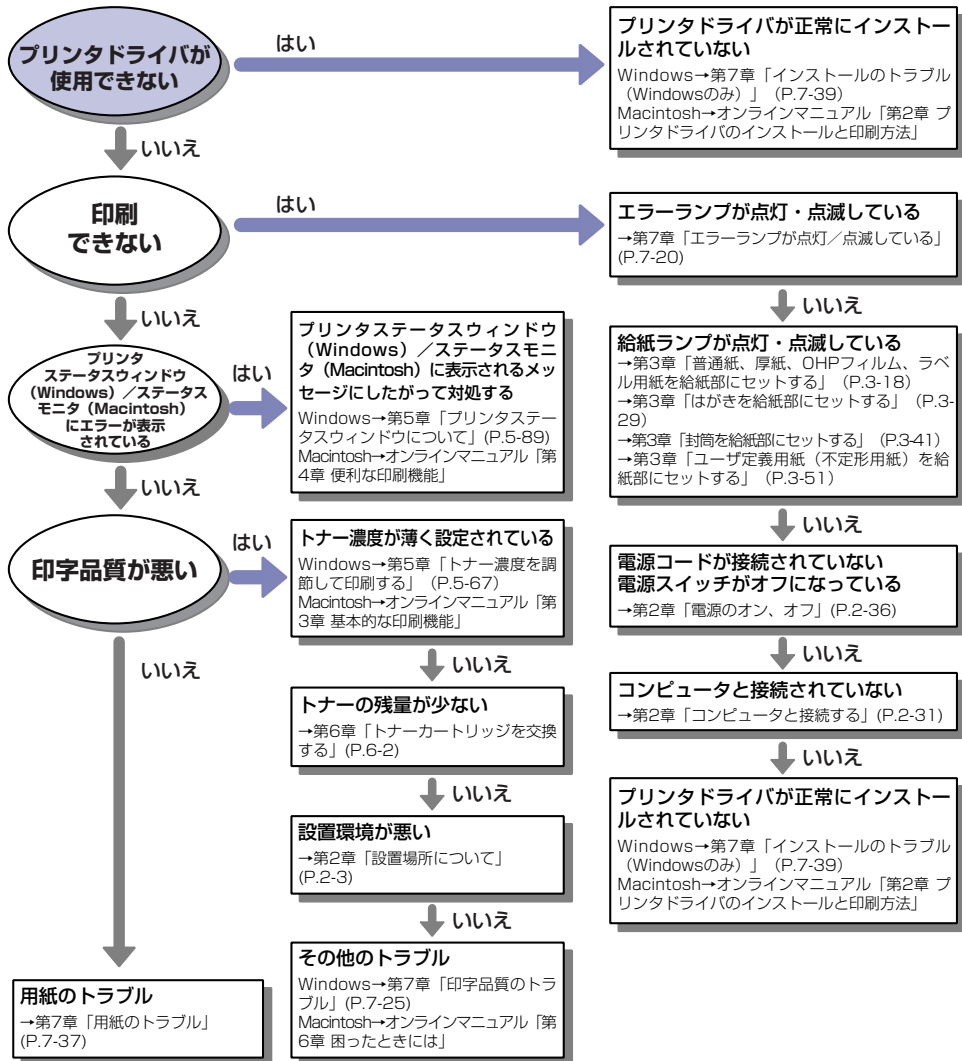 プリンタドライバが
使用できない
はい
プリンタドライバが正常にインストー
ルされていない
Windows→第7章「インストールのトラブル
（Windowsのみ）」（P.7-39）
Macintosh→オンラインマニュアル「第2章 プ
リンタドライバのインストールと印刷方法」
いいえ
印刷
できない
はい
エラーランプが点灯・点滅している
→第7章「エラーランプが点灯／点滅している」
(P.7-20)
いいえ
給紙ランプが点灯・点滅している
→第3章「普通紙、厚紙、OHPフィルム、ラベ
ル用紙を給紙部にセットする」（P.3-18）
→第3章「はがきを給紙部にセットする」（P.3-
29）
→第3章「封筒を給紙部にセットする」（P.3-41）
→第3章「ユーザ定義用紙（不定形用紙）を給
紙部にセットする」（P.3-51）
いいえ
電源コードが接続されていない
電源スイッチがオフになっている
→第2章「電源のオン、オフ」(P.2-36)
いいえ
コンピュータと接続されていない
→第2章「コンピュータと接続する」(P.2-31)
いいえ
プリンタドライバが正常にインストー
ルされていない
Windows→第7章「インストールのトラブル
（Windowsのみ）」（P.7-39）
Macintosh→オンラインマニュアル「第2章 プ
リンタドライバのインストールと印刷方法」
いいえ
プリンタ
ステータスウィンドウ
（Windows）／ステータス
モニタ（Macintosh）
にエラーが表示
されている
はい
プリンタステータスウィンドウ
（Windows）／ステータスモニ
タ（Macintosh）に表示されるメッ
セージにしたがって対処する
Windows→第5章「プリンタステー
タスウィンドウについて」(P.5-89)
Macintosh→オンラインマニュアル「第
4章 便利な印刷機能」
いいえ
印字品質が悪い
はい
トナー濃度が薄く設定されている
Windows→第5章「トナー濃度を調
節して印刷する」（P.5-67）
Macintosh→オンラインマニュアル「第
3章 基本的な印刷機能」
いいえ
トナーの残量が少ない
→第6章「トナーカートリッジを交換
する」(P.6-2)
いいえ
設置環境が悪い
→第2章「設置場所について」
(P.2-3)
いいえ
その他のトラブル
Windows→第7章「印字品質のトラ
ブル」(P.7-25)
Macintosh→オンラインマニュアル「第
6章 困ったときには」
いいえ
用紙のトラブル
→第7章「用紙のトラブル」
(P.7-37)